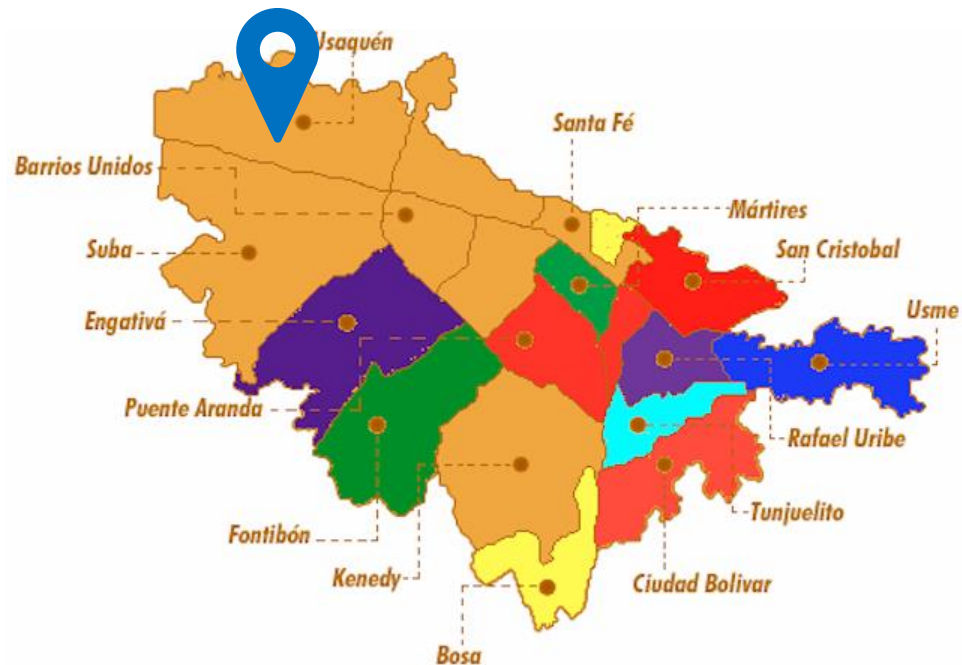 Usaquén
Santa Fé
Barrios Unidos
Mártires
Suba
San Cristobal
Usme
Engativá
Puente Aranda
Rafael Uribe
Tunjuelito
Fontibón
Kenedy
Ciudad Bolivar
Bosa